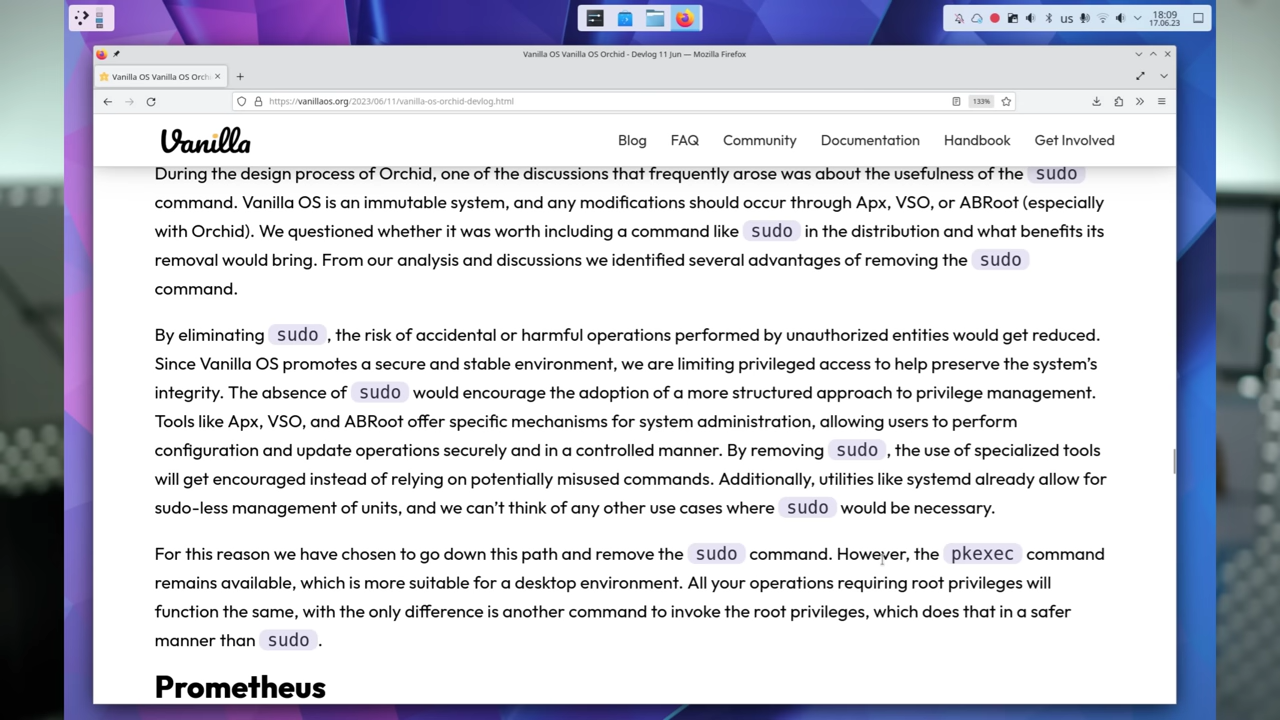 us
18:09
17.06.23
Vanilla OS Vanilla OS Orchid - Devlog 11 Jun — Mozilla Firefox
Vanilla OS Vanilla OS Orch
https://vanillaos.org/2023/06/11/vanilla-os-orchid-devlog.html
133%
Vanilla
Blog FAQ Community Documentation Handbook Get Involved
During the design process of Orchid, one of the discussions that frequently arose was about the usefulness of the sudo
command. Vanilla OS is an immutable system, and any modifications should occur through Apx, VSO, or ABRoot (especially
with Orchid). We questioned whether it was worth including a command like sudo in the distribution and what benefits its
removal would bring. From our analysis and discussions we identified several advantages of removing the sudo
command.
By eliminating sudo , the risk of accidental or harmful operations performed by unauthorized entities would get reduced.
Since Vanilla OS promotes a secure and stable environment, we are limiting privileged access to help preserve the system's
integrity. The absence of sudo would encourage the adoption of a more structured approach to privilege management.
Tools like Apx, VSO, and ABRoot offer specific mechanisms for system administration, allowing users to perform
configuration and update operations securely and in a controlled manner. By removing sudo , the use of specialized tools
will get encouraged instead of relying on potentially misused commands. Additionally, utilities like systemd already allow for
sudo-less management of units, and we can't think of any other use cases where sudo would be necessary.
For this reason we have chosen to go down this path and remove the sudo command. However, the pkexec command
remains available, which is more suitable for a desktop environment. All your operations requiring root privileges will
function the same, with the only difference is another command to invoke the root privileges, which does that in a safer
manner than sudo .
Prometheus